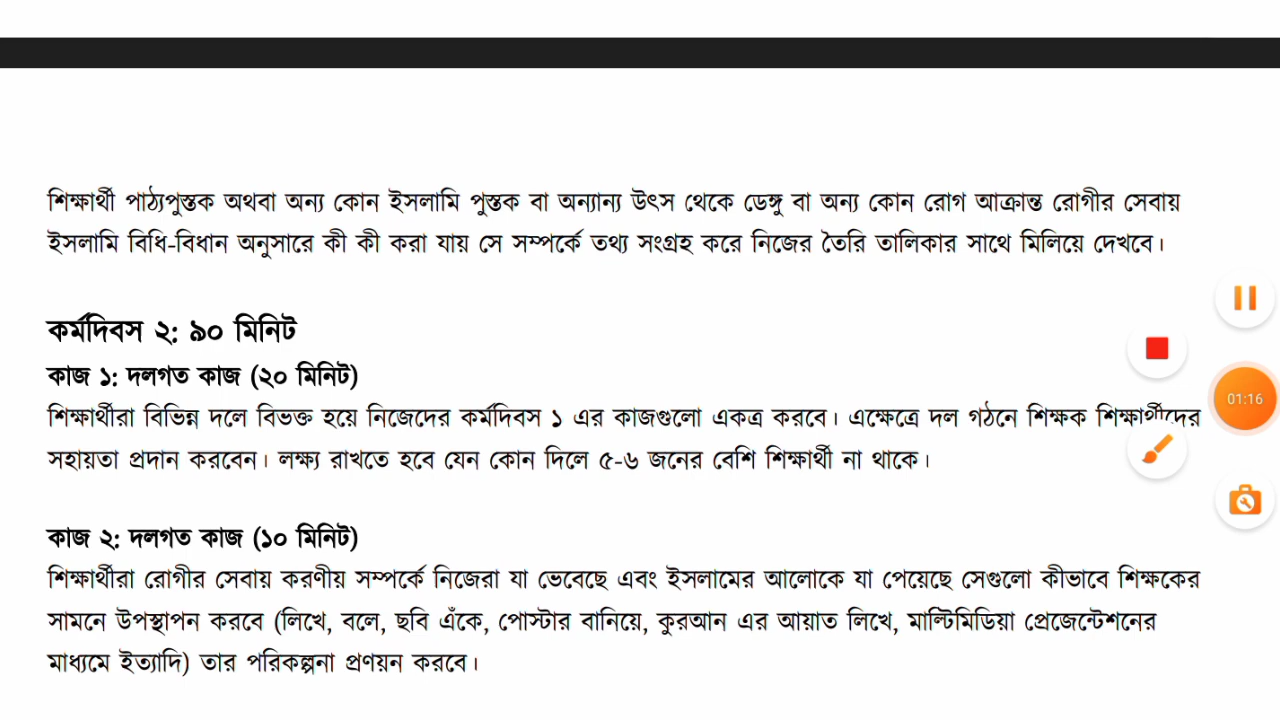 শিক্ষার্থী পাঠ্যপুস্তক অথবা অন্য কোন ইসলামি পুস্তক বা অন্যান্য উৎস থেকে ডেঙ্গু বা অন্য কোন রোগ আক্রান্ত রোগীর সেবায়
ইসলামি বিধি-বিধান অনুসারে কী কী করা যায় সে সম্পর্কে তথ্য সংগ্রহ করে নিজের তৈরি তালিকার সাথে মিলিয়ে দেখবে।
কর্মদিবস ২: ৯০ মিনিট
কাজ ১: দলগত কাজ (২০ মিনিট)
শিক্ষার্থীরা বিভিন্ন দলে বিভক্ত হয়ে নিজেদের কর্মদিবস ১ এর কাজগুলো একত্র করবে। এক্ষেত্রে দল গঠনে শিক্ষক শিক্ষার্থীদের
সহায়তা প্রদান করবেন। লক্ষ্য রাখতে হবে যেন কোন দিলে ৫-৬ জনের বেশি শিক্ষার্থী না থাকে।
কাজ ২: দলগত কাজ (১০ মিনিট)
শিক্ষার্থীরা রোগীর সেবায় করণীয় সম্পর্কে নিজেরা যা ভেবেছে এবং ইসলামের আলোকে যা পেয়েছে সেগুলো কীভাবে শিক্ষকের
সামনে উপস্থাপন করবে (লিখে, বলে, ছবি এঁকে, পোস্টার বানিয়ে, কুরআন এর আয়াত লিখে, মাল্টিমিডিয়া প্রেজেন্টেশনের
মাধ্যমে ইত্যাদি) তার পরিকল্পনা প্রণয়ন করবে।
01:16